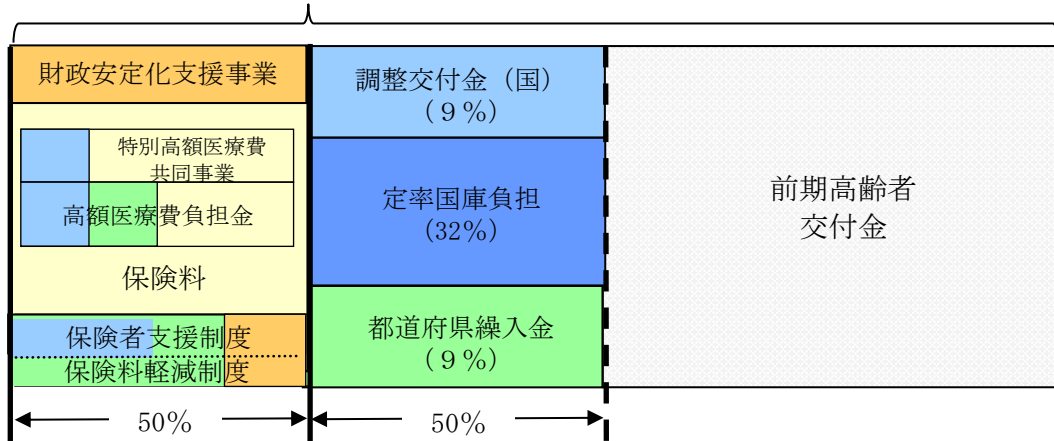 財政安定化支援事業
特別高額医療費
共同事業
高額医療費負担金
保険料
保険者支援制度
保険料軽減制度
50%
調整交付金（国）
（９%）
定率国庫負担
(32%)
都道府県繰入金
（９%）
50%
前期高齢者
交付金